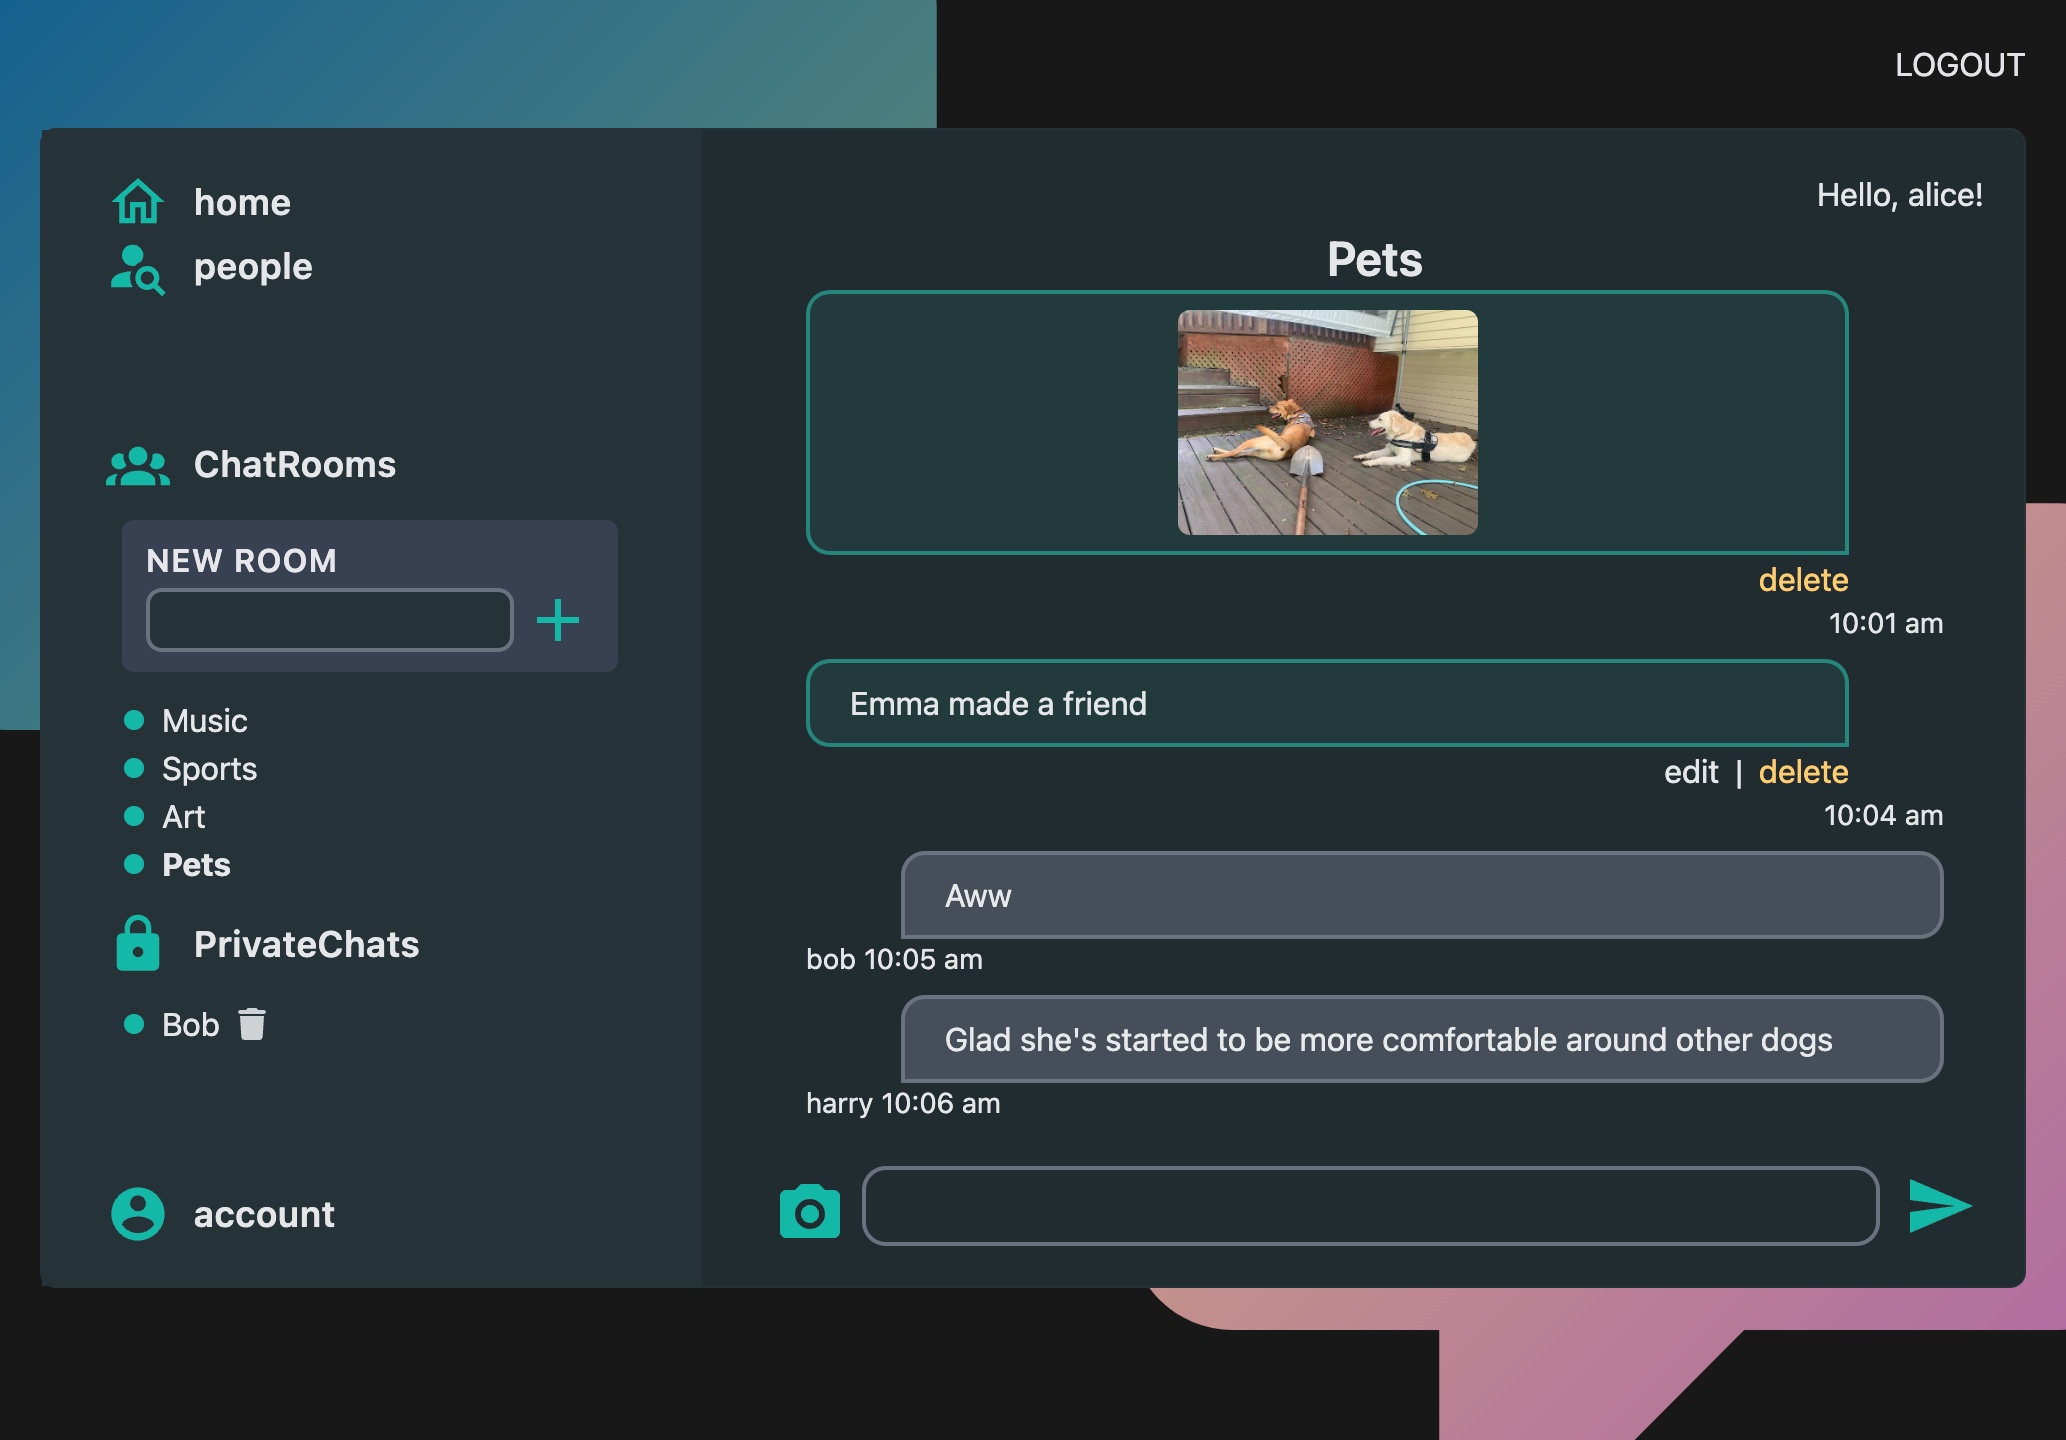 LOGOUT
home
people
ChatRooms
NEW ROOM
Music
Sports
Art
Pets
PrivateChats
Bob
account
Hello, alice!
Pets
delete
10:01 am
Emma made a friend
edit | delete
10:04 am
Aww
bob 10:05 am
Glad she's started to be more comfortable around other dogs
harry 10:06 am